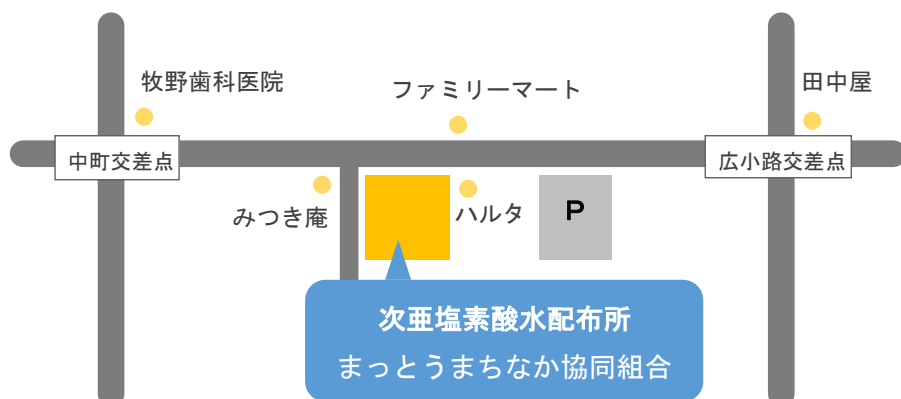 牧野歯科医院
ファミリーマート
田中屋
中町交差点
広小路交差点
みつき庵
ハルタ
P
次亜塩素酸水配布所
まっとうまちなか協同組合